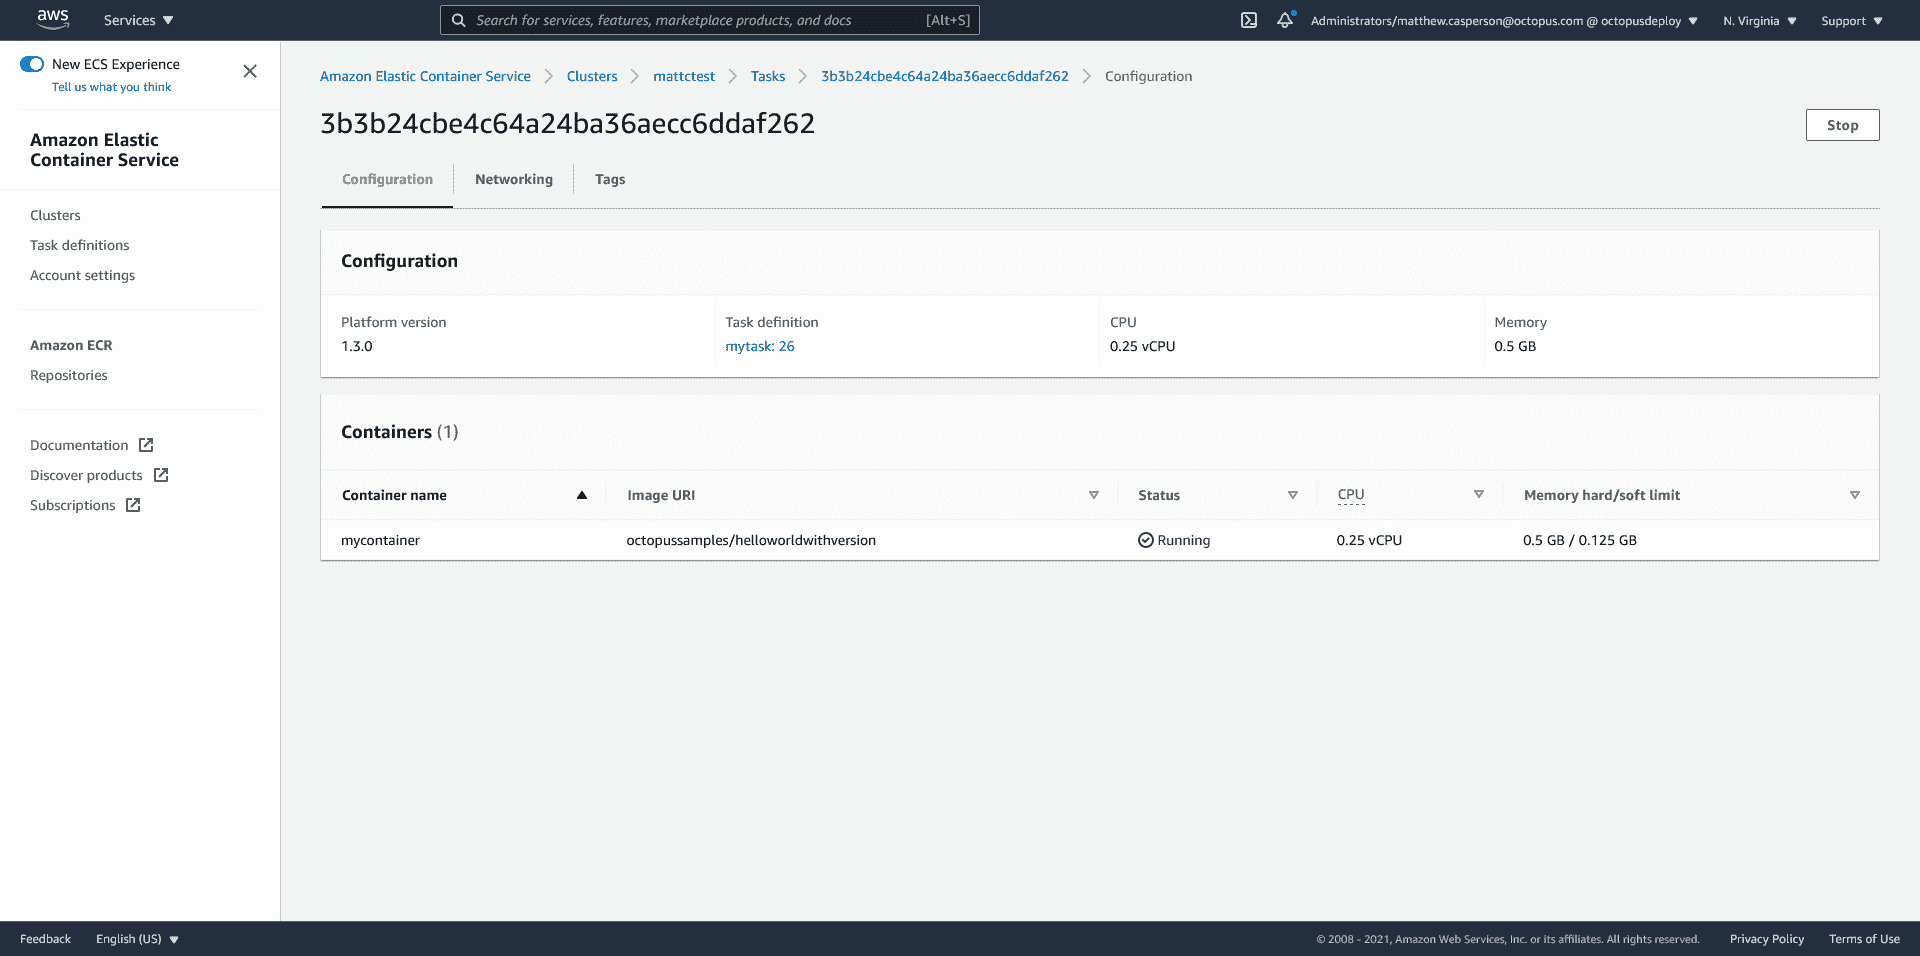 aws
Services
Search for services, features, marketplace products, and docs
[Alt+S]
Administrators/matthew.casperson@octopus.com @ octopusdeploy
N. Virginia
Support
New ECS Experience
Tell us what you think
Amazon Elastic
Container Service
Clusters
Task definitions
Account settings
Amazon ECR
Repositories
Documentation
Discover products
Subscriptions
Amazon Elastic Container Service
Clusters
mattctest
Tasks
3b3b24cbe4c64a24ba36aecc6ddaf262
Configuration
3b3b24cbe4c64a24ba36aecc6ddaf262
Stop
Configuration
Networking
Tags
Configuration
Platform version
1.3.0
Task definition
mytask: 26
CPU
0.25 vCPU
Memory
0.5 GB
Containers (1)
Container name
Image URI
Status
CPU
Memory hard/soft limit
mycontainer
octopussamples/helloworldwithversion
Running
0.25 vCPU
0.5 GB / 0.125 GB
Feedback
English (US)
© 2008 - 2021, Amazon Web Services, Inc. or its affiliates. All rights reserved.
Privacy Policy
Terms of Use